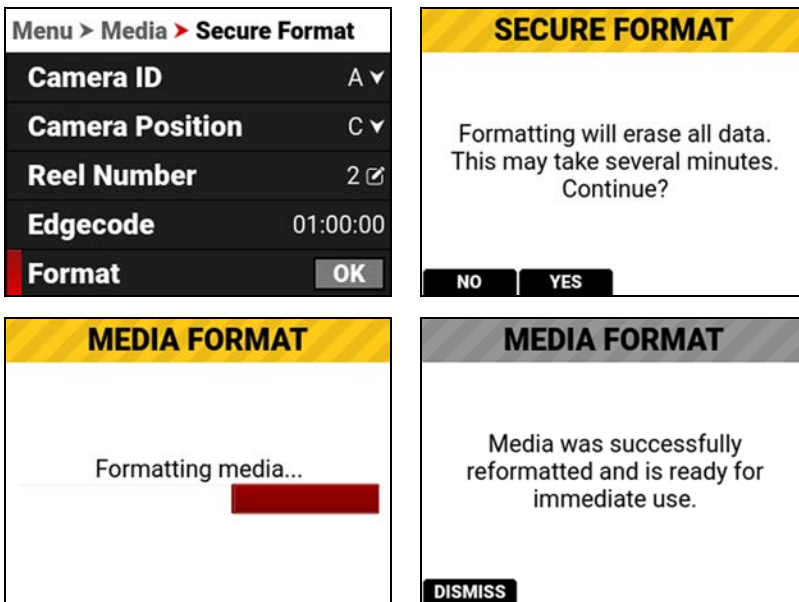 Menu > Media > Secure Format
Camera ID A
Camera Position C
Reel Number 2
Edgecode 01:00:00
Format OK
SECURE FORMAT
Formatting will erase all data.
This may take several minutes.
Continue?
NO YES
MEDIA FORMAT
Formatting media...
MEDIA FORMAT
Media was successfully
reformatted and is ready for
immediate use.
DISMISS